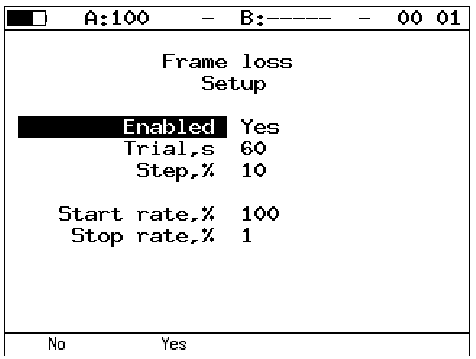 A:100 – B:----- – 00 01
Frame loss
Setup
Enabled Yes
Trial,s 60
Step,% 10
Start rate,% 100
Stop rate,% 1
No Yes